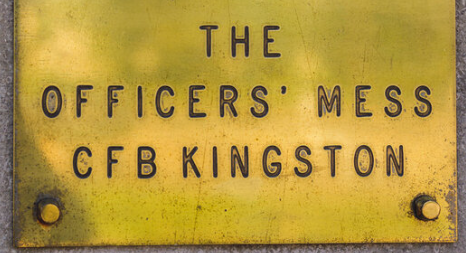 THE
OFFICERS' MESS
CFB KINGSTON